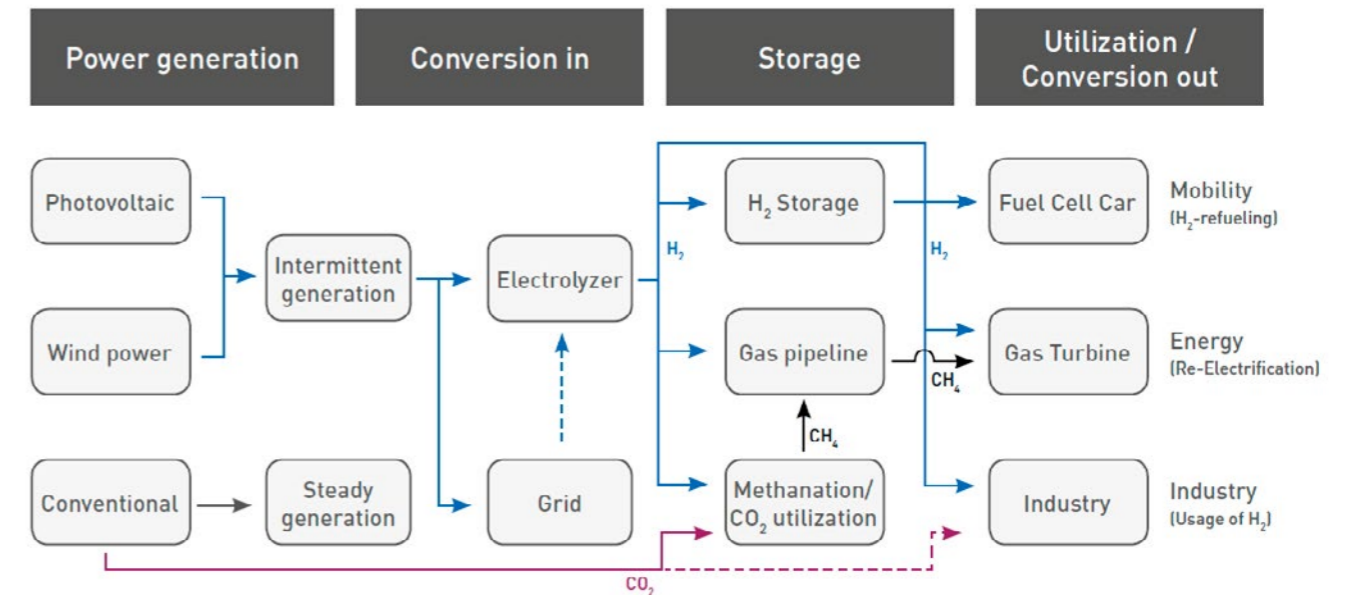 Power generation
Conversion in
Storage
Utilization /
Conversion out
Photovoltaic
Wind power
Conventional
Intermittent
generation
Steady
generation
Electrolyzer
Grid
H₂
H₂ Storage
Gas pipeline
CH₄
Methanation/
CO₂ utilization
CO₂
H₂
CH₄
Fuel Cell Car
Mobility
(H₂-refueling)
Gas Turbine
Energy
(Re-Electrification)
Industry
Industry
(Usage of H₂)